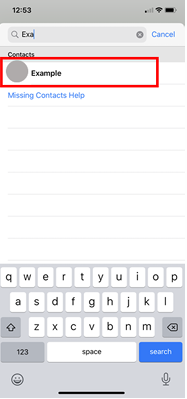 12:53
Exa
Cancel
Contacts
Example
Missing Contacts Help
q w e r t y u i o p
a s d f g h j k l
z x c v b n m
123 space search